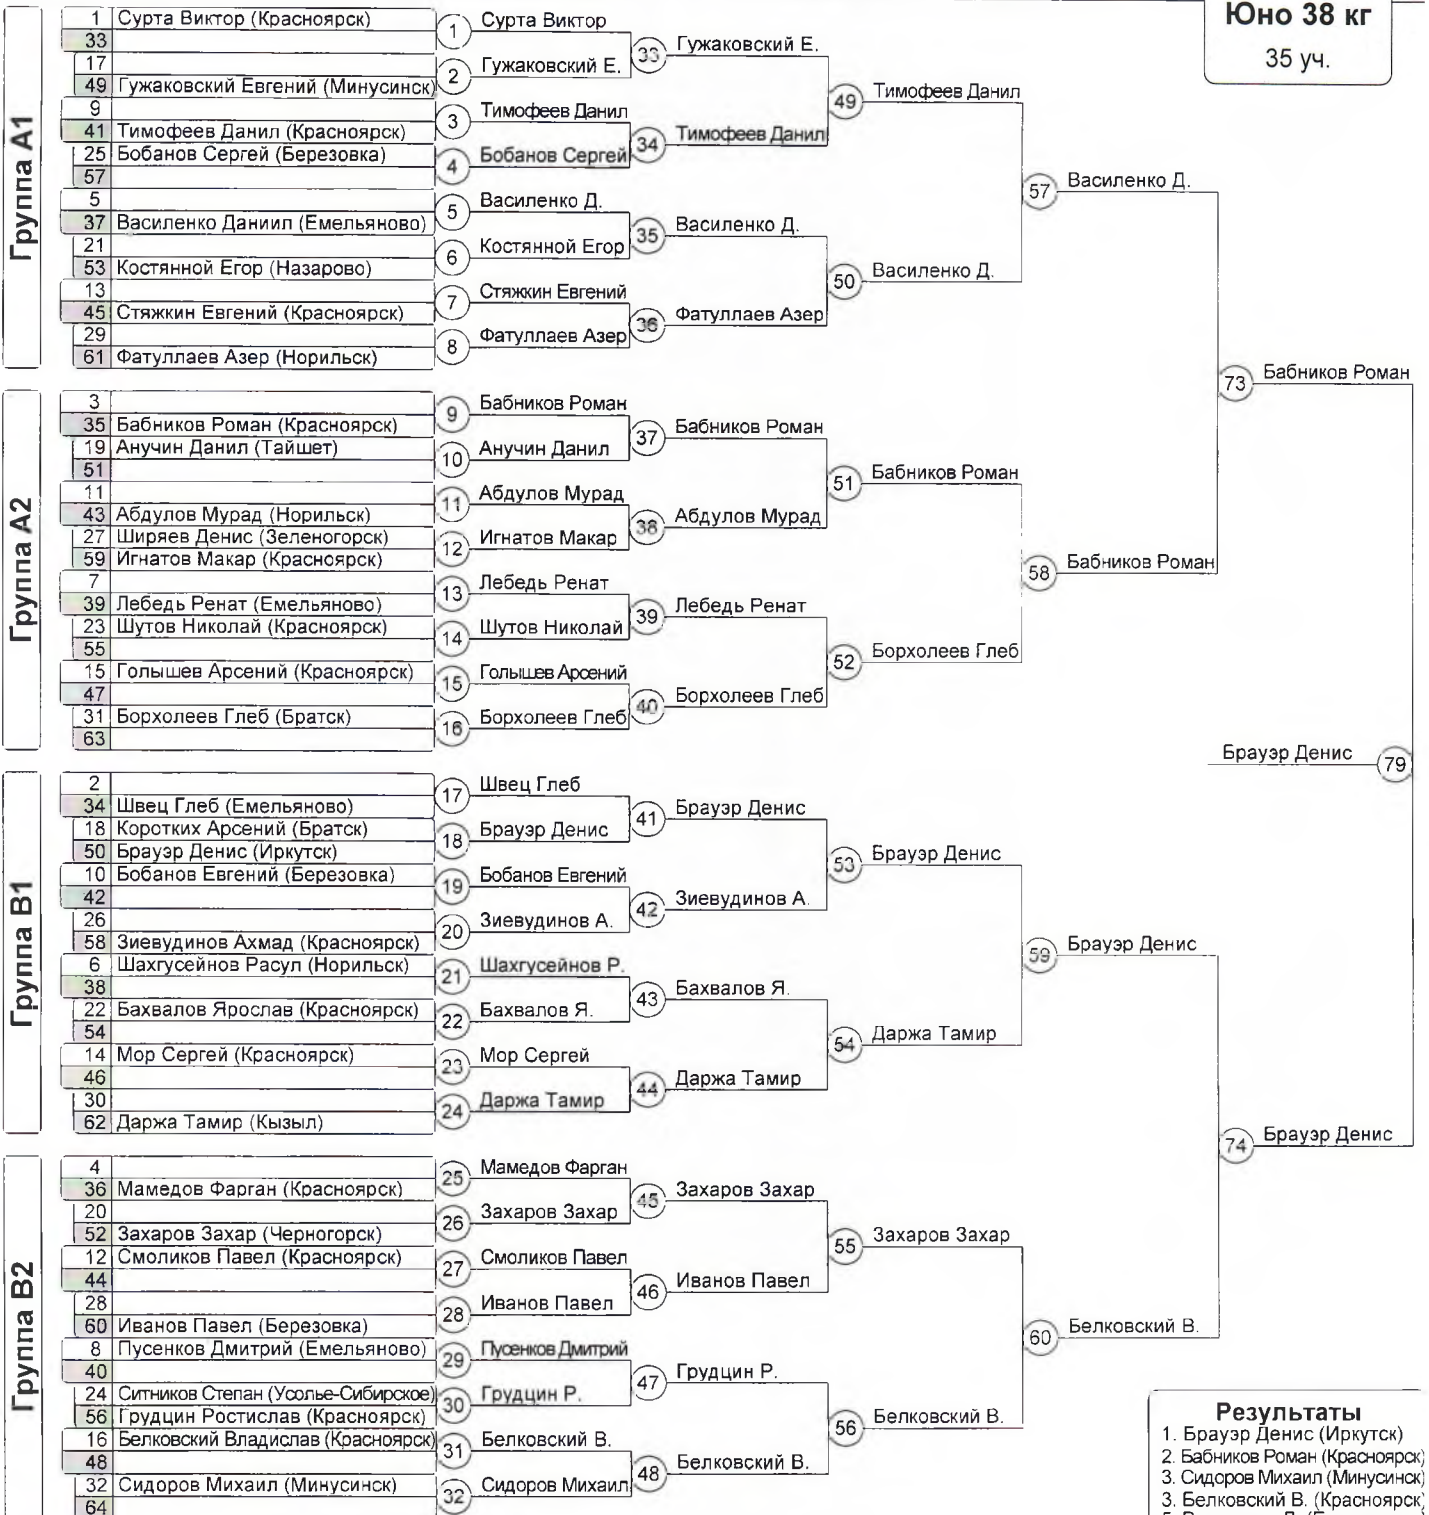 Юно 38 кг
35 уч.
Группа A1
1 Сурта Виктор (Красноярск)
33
17
49 Гужаковский Евгений (Минусинск)
9
41 Тимофеев Данил (Красноярск)
25 Бобанов Сергей (Березовка)
57
5
37 Василенко Даниил (Емельяново)
21
53 Костянной Егор (Назарово)
13
45 Стяжкин Евгений (Красноярск)
29
61 Фатуллаев Азер (Норильск)
Группа A2
3
35 Бабников Роман (Красноярск)
19 Анучин Данил (Тайшет)
51
11
43 Абдулов Мурад (Норильск)
27 Ширяев Денис (Зеленогорск)
59 Игнатов Макар (Красноярск)
7
39 Лебедь Ренат (Емельяново)
23 Шутов Николай (Красноярск)
55
15 Голышев Арсений (Красноярск)
47
31 Борхолеев Глеб (Братск)
63
Группа B1
2
34 Швец Глеб (Емельяново)
18 Коротких Арсений (Братск)
50 Брауэр Денис (Иркутск)
10 Бобанов Евгений (Березовка)
42
26
58 Зиевудинов Ахмад (Красноярск)
6 Шахгусейнов Расул (Норильск)
38
22 Бахвалов Ярослав (Красноярск)
54
14 Мор Сергей (Красноярск)
46
30
62 Даржа Тамир (Кызыл)
Группа B2
4
36 Мамедов Фарган (Красноярск)
20
52 Захаров Захар (Черногорск)
12 Смоликов Павел (Красноярск)
44
28
60 Иванов Павел (Березовка)
8 Пусенков Дмитрий (Емельяново)
40
24 Ситников Степан (Усолье-Сибирское)
56 Грудцин Ростислав (Красноярск)
16 Белковский Владислав (Красноярск)
48
32 Сидоров Михаил (Минусинск)
64
1 Сурта Виктор
2 Гужаковский Е.
3 Тимофеев Данил
4 Бобанов Сергей
5 Василенко Д.
6 Костянной Егор
7 Стяжкин Евгений
8 Фатуллаев Азер
9 Бабников Роман
10 Анучин Данил
11 Абдулов Мурад
12 Игнатов Макар
13 Лебедь Ренат
14 Шутов Николай
15 Голышев Арсений
16 Борхолеев Глеб
17 Швец Глеб
18 Брауэр Денис
19 Бобанов Евгений
20 Зиевудинов А.
21 Шахгусейнов Р.
22 Бахвалов Я.
23 Мор Сергей
24 Даржа Тамир
25 Мамедов Фарган
26 Захаров Захар
27 Смоликов Павел
28 Иванов Павел
29 Пусенков Дмитрий
30 Грудцин Р.
31 Белковский В.
32 Сидоров Михаил
33 Гужаковский Е.
34 Тимофеев Данил
35 Василенко Д.
36 Фатуллаев Азер
37 Бабников Роман
38 Абдулов Мурад
39 Лебедь Ренат
40 Борхолеев Глеб
41 Брауэр Денис
42 Зиевудинов А.
43 Бахвалов Я.
44 Даржа Тамир
45 Захаров Захар
46 Иванов Павел
47 Грудцин Р.
48 Белковский В.
49 Тимофеев Данил
50 Василенко Д.
51 Бабников Роман
52 Борхолеев Глеб
53 Брауэр Денис
54 Даржа Тамир
55 Захаров Захар
56 Белковский В.
57 Василенко Д.
58 Бабников Роман
59 Брауэр Денис
60 Белковский В.
73 Бабников Роман
74 Брауэр Денис
Брауэр Денис 79
Результаты
1. Брауэр Денис (Иркутск)
2. Бабников Роман (Красноярск)
3. Сидоров Михаил (Минусинск)
3. Белковский В. (Красноярск)